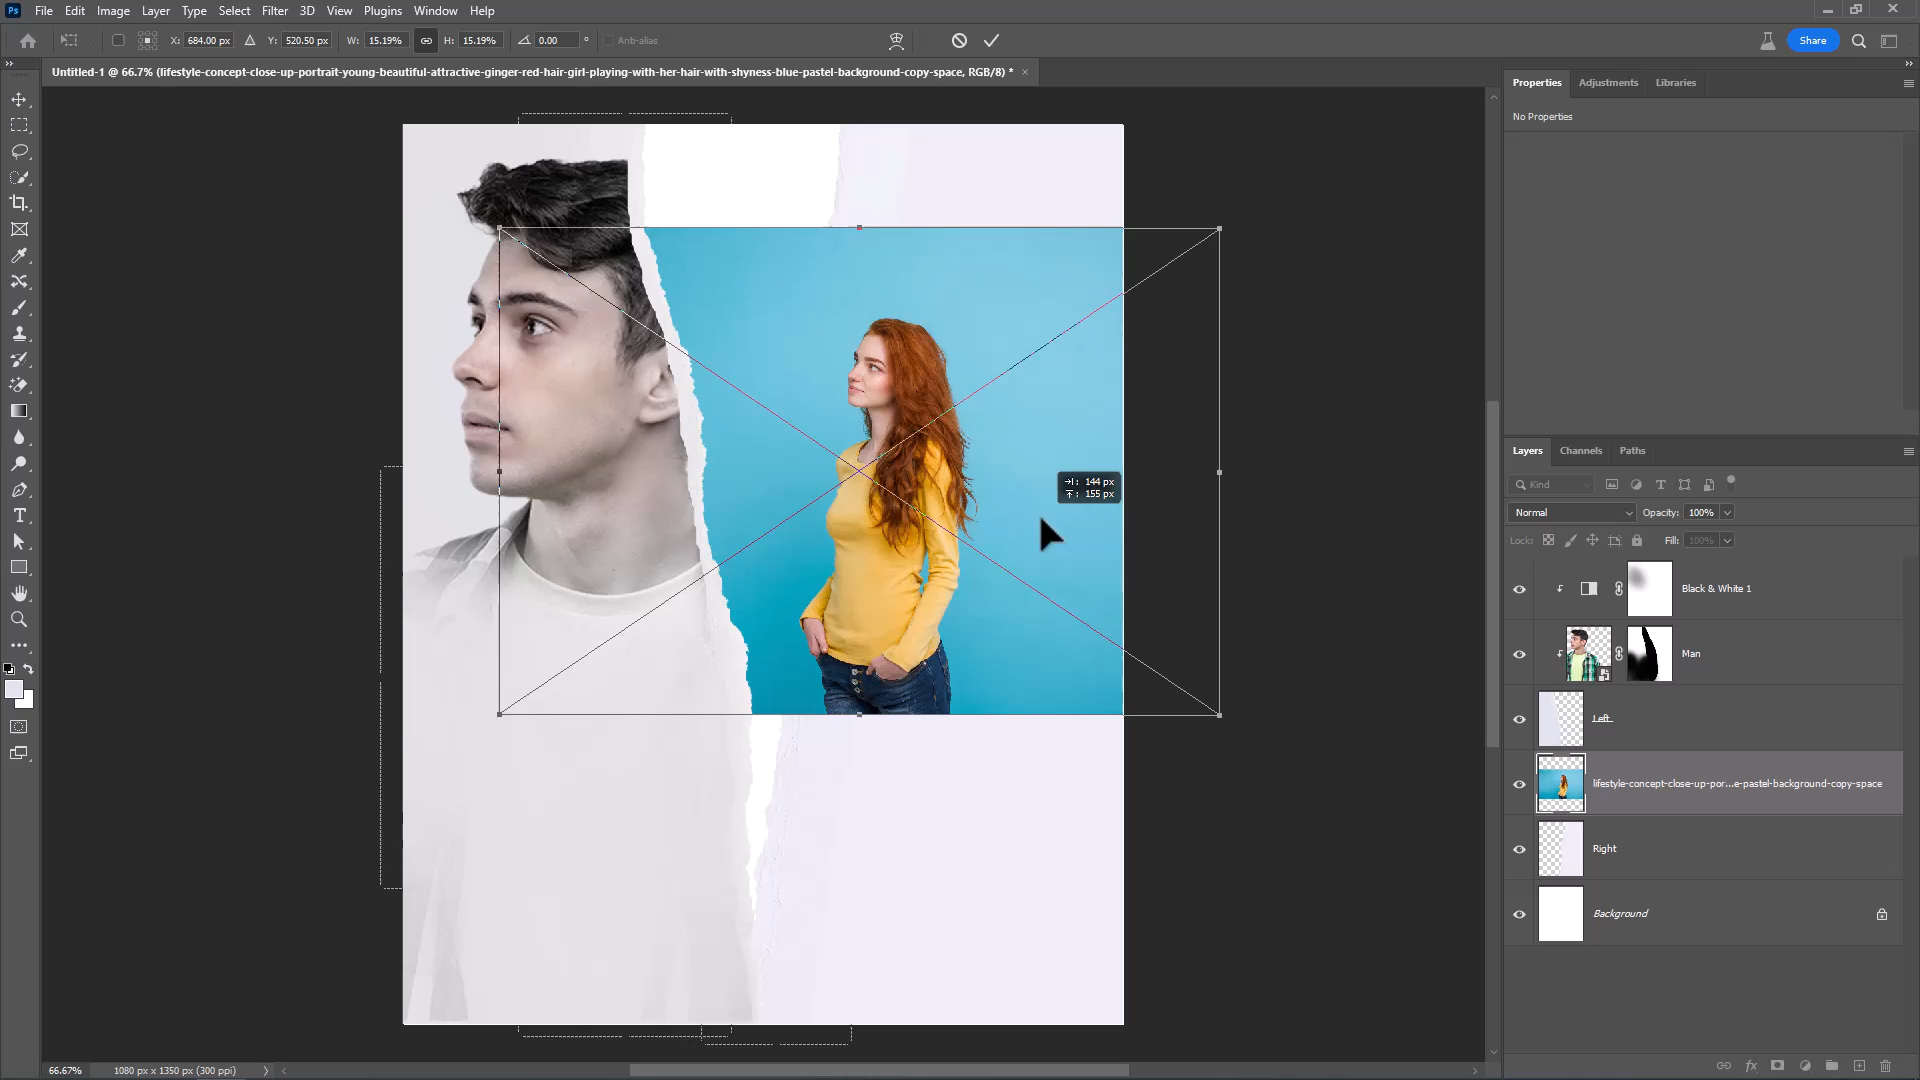 Ps File Edit Image Layer Type Select Filter 3D View Plugins Window Help
X: 684.00 px Y: 520.50 px W: 15.19% H: 15.19% 0.00 ° Anti-alias Share
Untitled-1 @ 66.7% (lifestyle-concept-close-up-portrait-young-beautiful-attractive-ginger-red-hair-girl-playing-with-her-hair-with-shyness-blue-pastel-background-copy-space, RGB/8) *
Properties Adjustments Libraries
No Properties
Layers Channels Paths
Kind
Normal Opacity: 100%
Lock: Fill: 100%
144 px
155 px
Black & White 1
Man
Left
lifestyle-concept-close-up-por...e-pastel-background-copy-space
Right
Background
66.67% 1080 px x 1350 px (300 ppi)